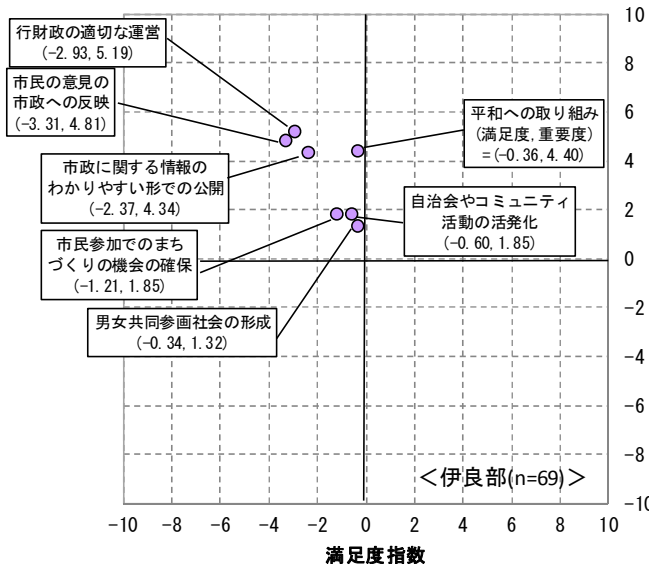 行財政の適切な運営
(-2.93, 5.19)
市民の意見の
市政への反映
(-3.31, 4.81)
市政に関する情報の
わかりやすい形での公開
(-2.37, 4.34)
市民参加でのまち
づくりの機会の確保
(-1.21, 1.85)
男女共同参画社会の形成
(-0.34, 1.32)
平和への取り組み
(満足度, 重要度)
=(-0.36, 4.40)
自治会やコミュニティ
活動の活発化
(-0.60, 1.85)
10
8
6
4
2
0
-2
-4
-6
-8
-10
＜伊良部(n=69)＞
-10 -8 -6 -4 -2 0 2 4 6 8 10
満足度指数